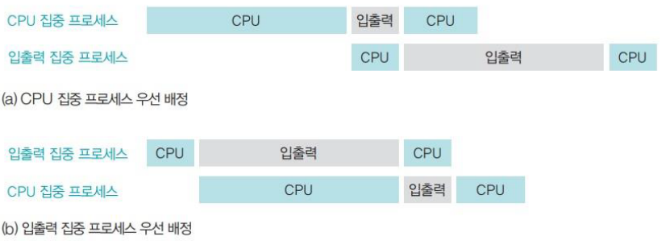 CPU 집중 프로세스 CPU 입출력 CPU
입출력 집중 프로세스 CPU 입출력 CPU
(a) CPU 집중 프로세스 우선 배정
입출력 집중 프로세스 CPU 입출력 CPU
CPU 집중 프로세스 CPU 입출력 CPU
(b) 입출력 집중 프로세스 우선 배정